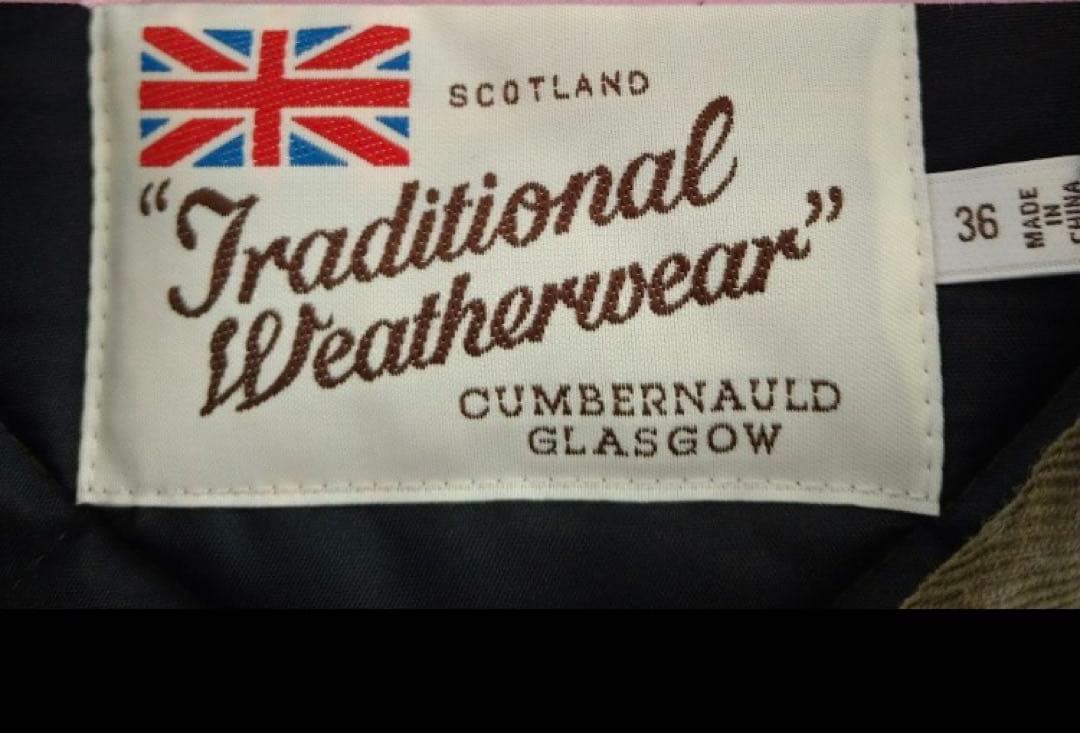 SCOTLAND
"Traditional
Weatherwear"
CUMBERNAULD
GLASGOW
36
MADE
IN
CHINA